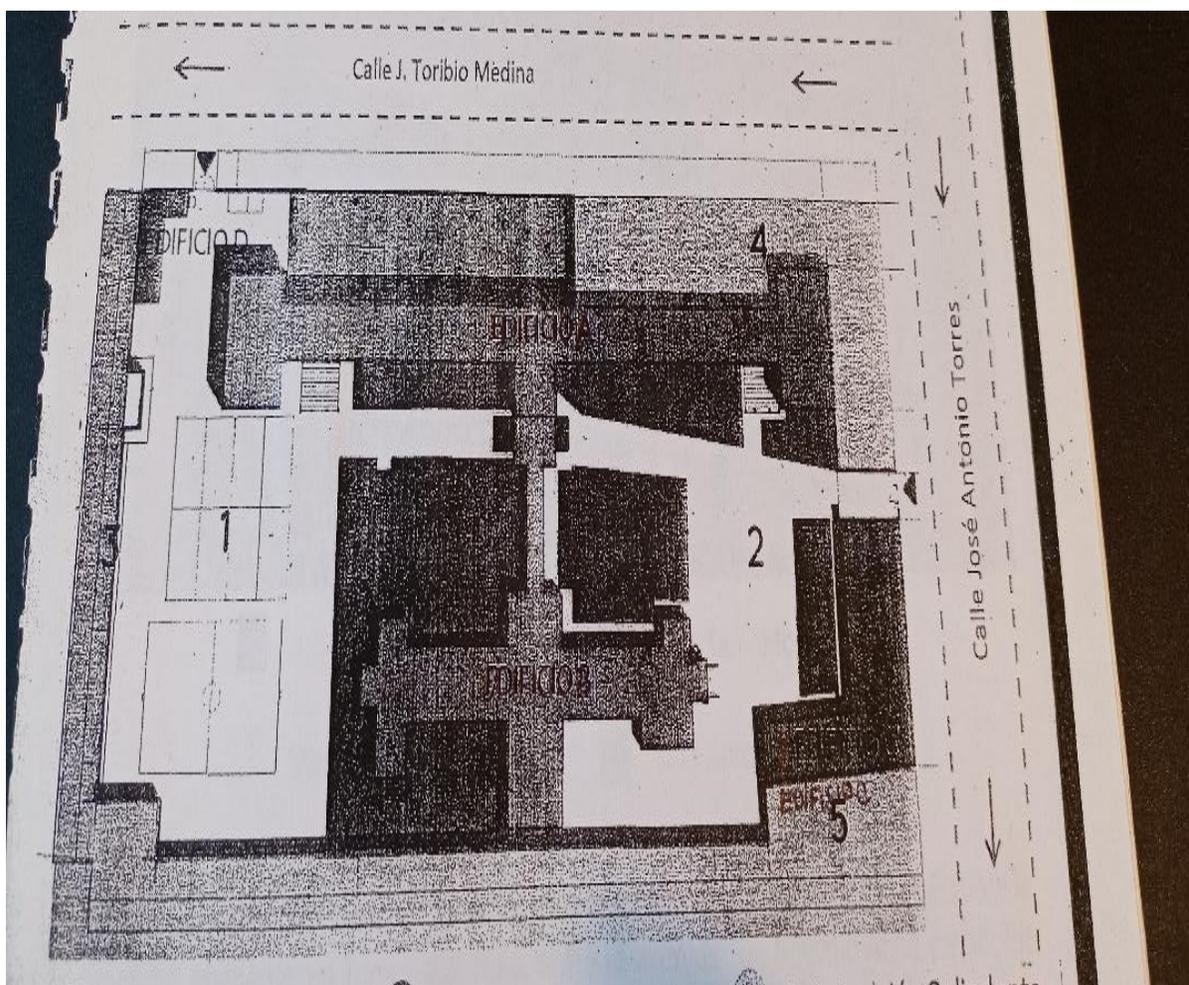 Calle J. Toribio Medina
EDIFICIO D
4
EDIFICIO A
Calle José Antonio Torres
1
2
EDIFICIO B
EDIFICIO C
5